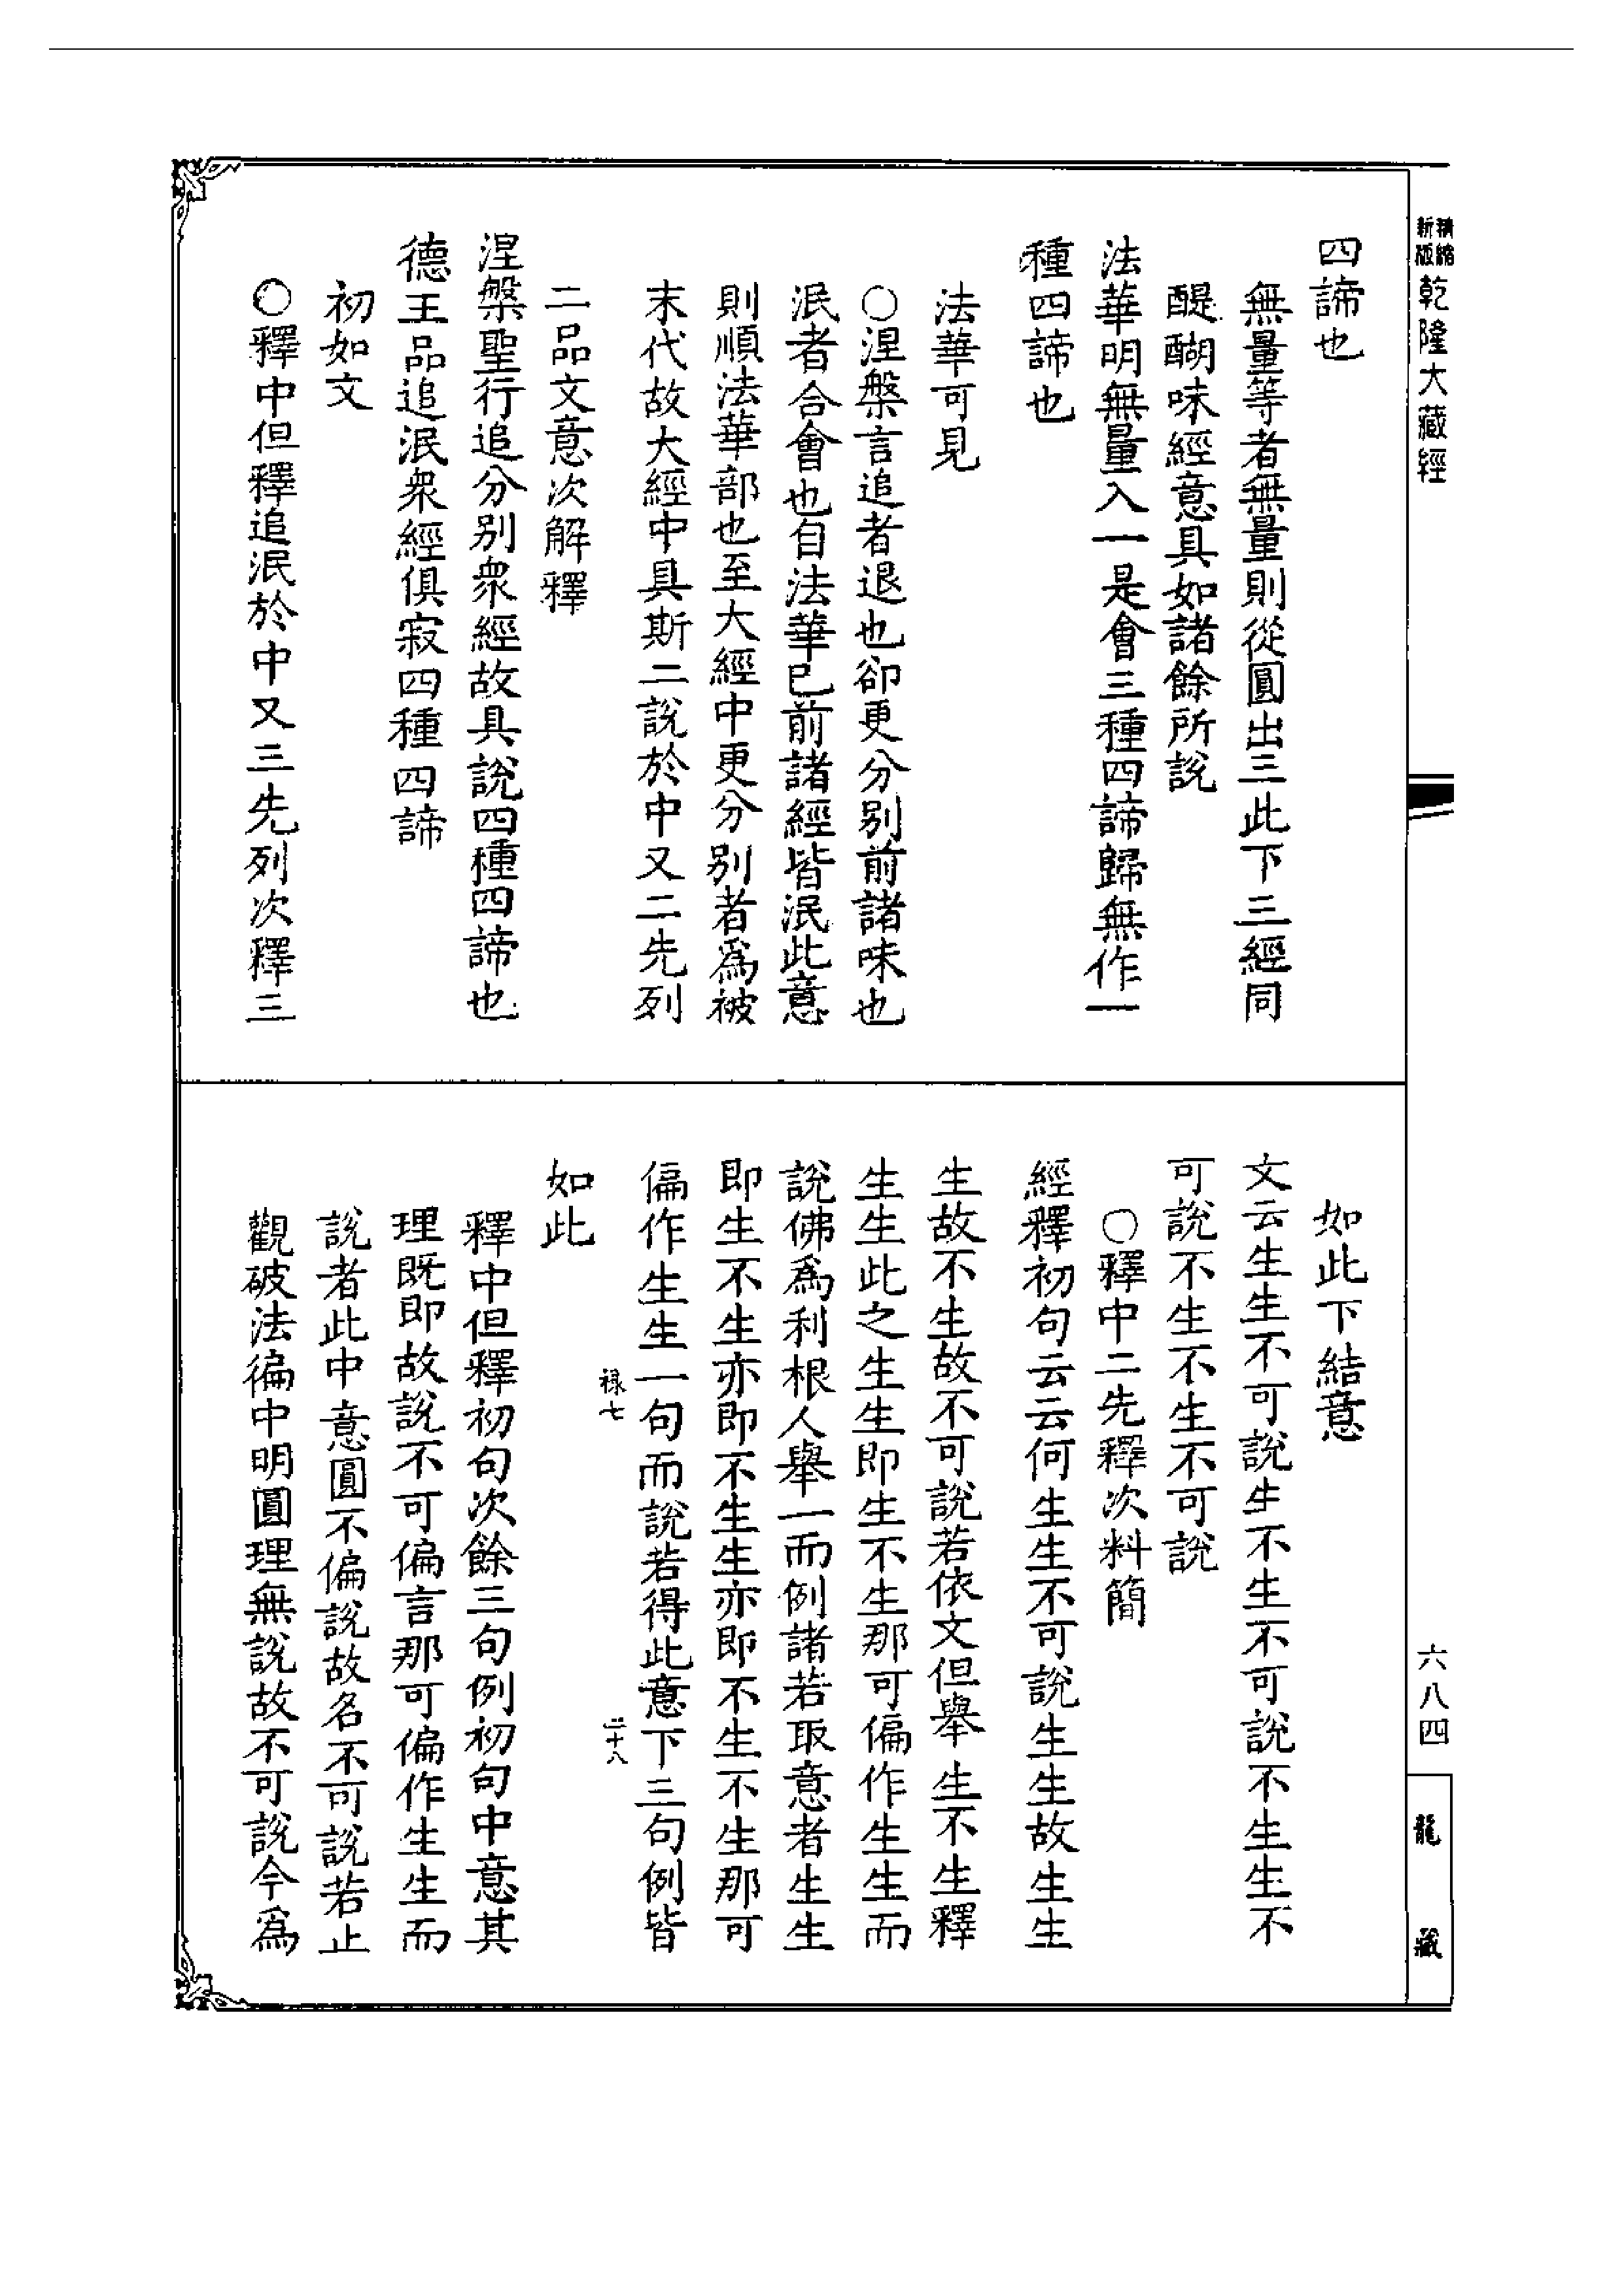 新版
精縮
乾隆大藏經
六八四
龍藏
四諦也
無量等者無量則從圓出三此下三經同
醍醐味經意具如諸餘所說
法華明無量入一是會三種四諦歸無作一
種四諦也
法華可見
○涅槃言追者退也卻更分別前諸味也
泯者合會也自法華已前諸經皆泯此意
則順法華部也至大經中更分別者為被
末代故大經中具斯二說於中又二先列
二品文意次解釋
涅槃聖行追分別衆經故具說四種四諦也
德王品追泯衆經俱寂四種四諦
初如文
○釋中但釋追泯於中又三先列次釋三
如此下結意
文云生生不可說生不生不可說不生生不
可說不生不生不可說
○釋中二先釋次料簡
經釋初句云云何生生不可說生生故生生
生故不生故不可說若依文但舉生不生釋
生生此之生生即生不生那可偏作生生而
說佛為利根人舉一而例諸若取意者生生
即生不生亦即不生生亦即不生不生那可
偏作生生一句而說若得此意下三句例皆
祿七
二十八
如此
釋中但釋初句次餘三句例初句中意其
理既即故說不可偏言那可偏作生生而
說者此中意圓不偏說故名不可說若止
觀破法徧中明圓理無說故不可說今為